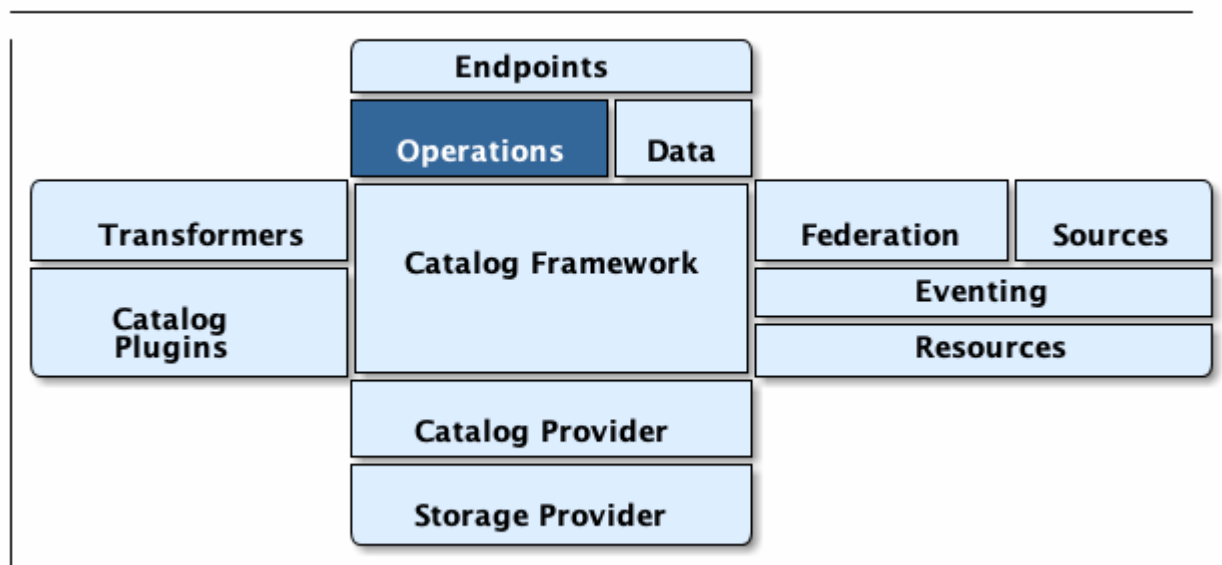 Endpoints
Operations
Data
Transformers
Catalog Framework
Federation
Sources
Catalog
Plugins
Eventing
Resources
Catalog Provider
Storage Provider